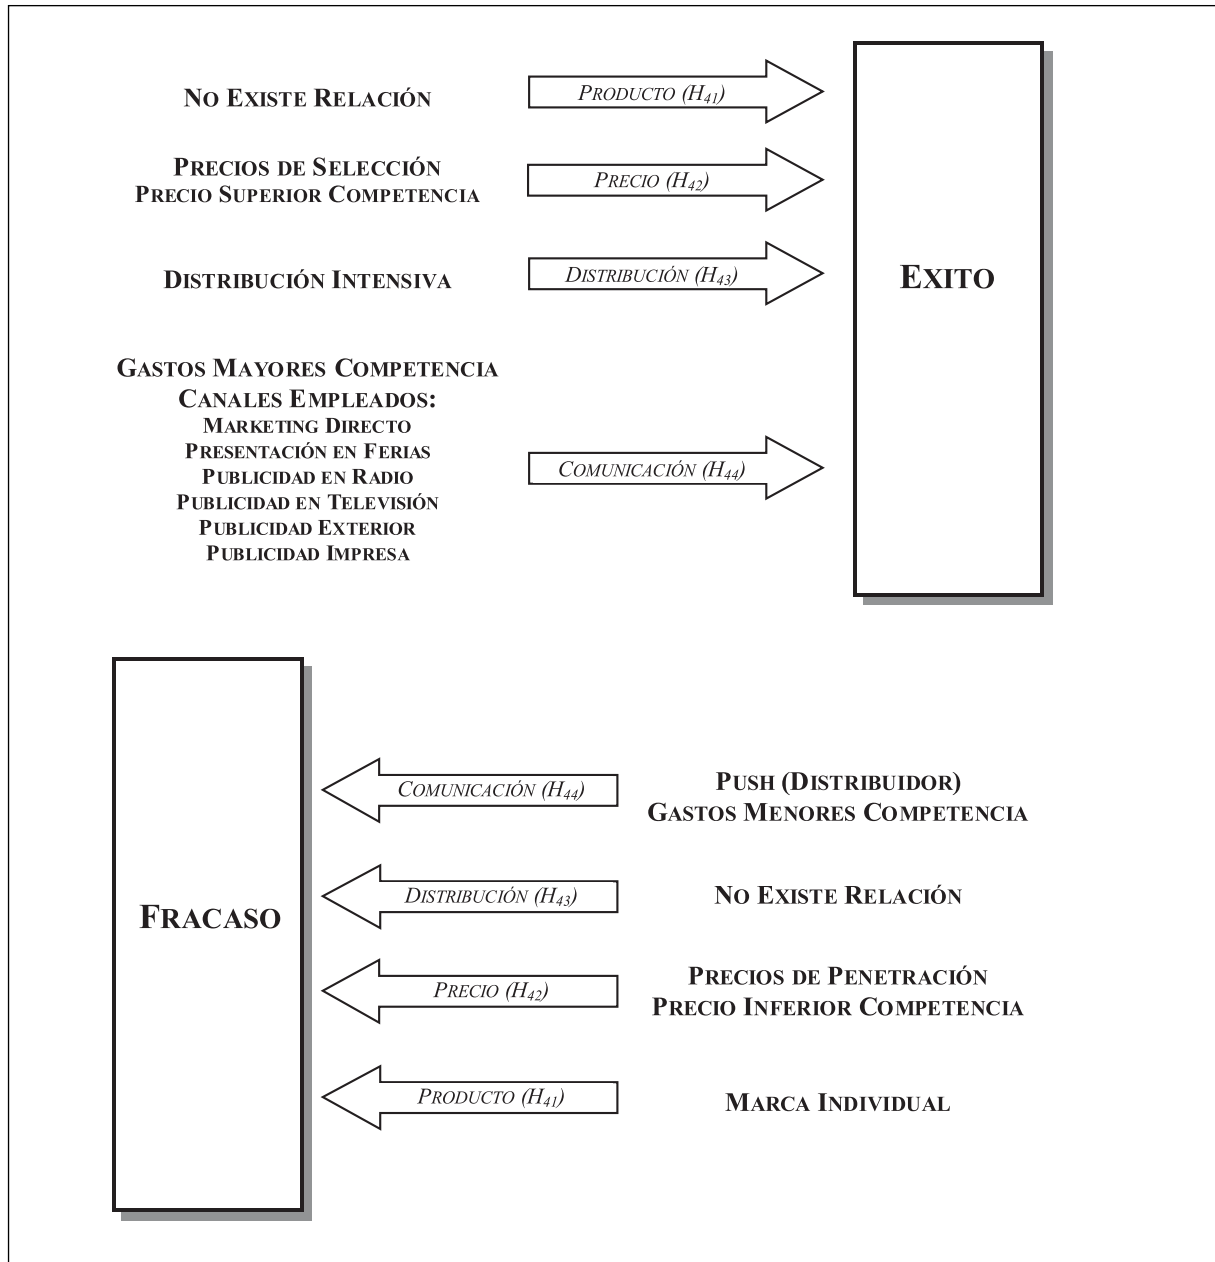 No Existe Relación
Producto (H41)
Precios de Selección
Precio Superior Competencia
Precio (H42)
Distribución Intensiva
Distribución (H43)
Exito
Gastos Mayores Competencia
Canales Empleados:
Marketing Directo
Presentación en Ferias
Publicidad en Radio
Publicidad en Televisión
Publicidad Exterior
Publicidad Impresa
Comunicación (H44)
Fracaso
Comunicación (H44)
Push (Distribuidor)
Gastos Menores Competencia
Distribución (H43)
No Existe Relación
Precio (H42)
Precios de Penetración
Precio Inferior Competencia
Producto (H41)
Marca Individual